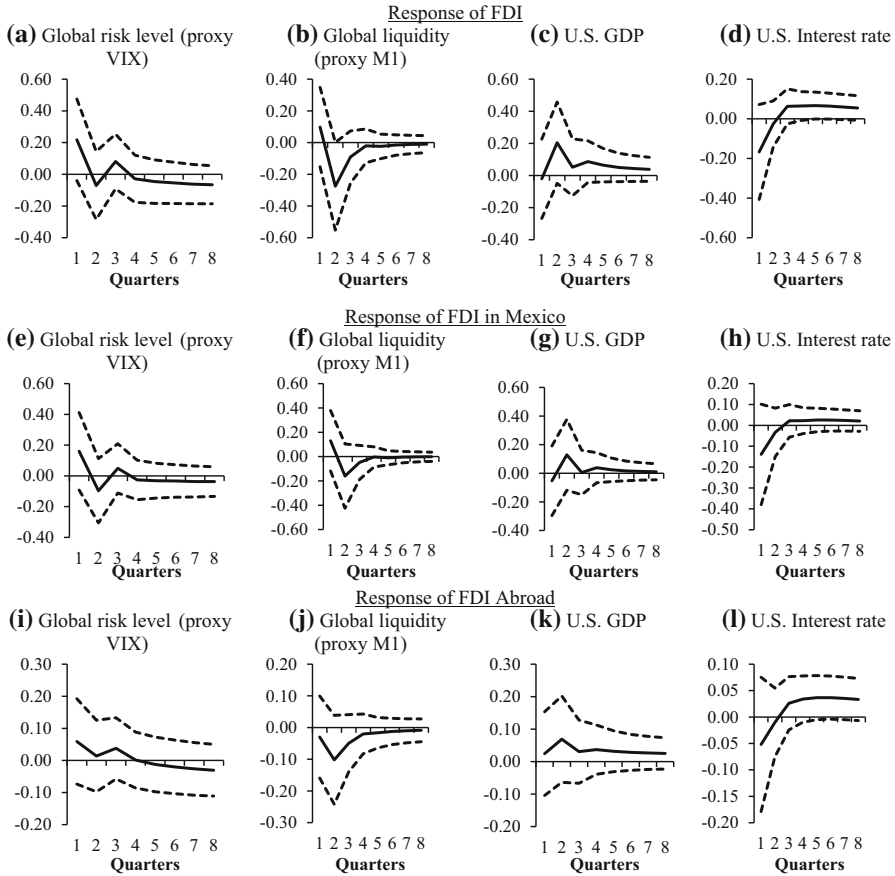 Response of FDI
(a) Global risk level (proxy VIX)
(b) Global liquidity (proxy M1)
(c) U.S. GDP
(d) U.S. Interest rate
0.60
0.40
0.20
0.00
-0.20
-0.40
1 2 3 4 5 6 7 8
Quarters
0.40
0.20
0.00
-0.20
-0.40
-0.60
1 2 3 4 5 6 7 8
Quarters
0.60
0.40
0.20
0.00
-0.20
-0.40
1 2 3 4 5 6 7 8
Quarters
0.20
0.00
-0.20
-0.40
-0.60
1 2 3 4 5 6 7 8
Quarters
Response of FDI in Mexico
(e) Global risk level (proxy VIX)
(f) Global liquidity (proxy M1)
(g) U.S. GDP
(h) U.S. Interest rate
0.60
0.40
0.20
0.00
-0.20
-0.40
1 2 3 4 5 6 7 8
Quarters
0.60
0.40
0.20
0.00
-0.20
-0.40
-0.60
1 2 3 4 5 6 7 8
Quarters
0.60
0.40
0.20
0.00
-0.20
-0.40
1 2 3 4 5 6 7 8
Quarters
0.20
0.10
0.00
-0.10
-0.20
-0.30
-0.40
-0.50
1 2 3 4 5 6 7 8
Quarters
Response of FDI Abroad
(i) Global risk level (proxy VIX)
(j) Global liquidity (proxy M1)
(k) U.S. GDP
(l) U.S. Interest rate
0.30
0.20
0.10
0.00
-0.10
-0.20
1 2 3 4 5 6 7 8
Quarters
0.20
0.10
0.00
-0.10
-0.20
-0.30
1 2 3 4 5 6 7 8
Quarters
0.30
0.20
0.10
0.00
-0.10
-0.20
1 2 3 4 5 6 7 8
Quarters
0.10
0.05
0.00
-0.05
-0.10
-0.15
-0.20
1 2 3 4 5 6 7 8
Quarters